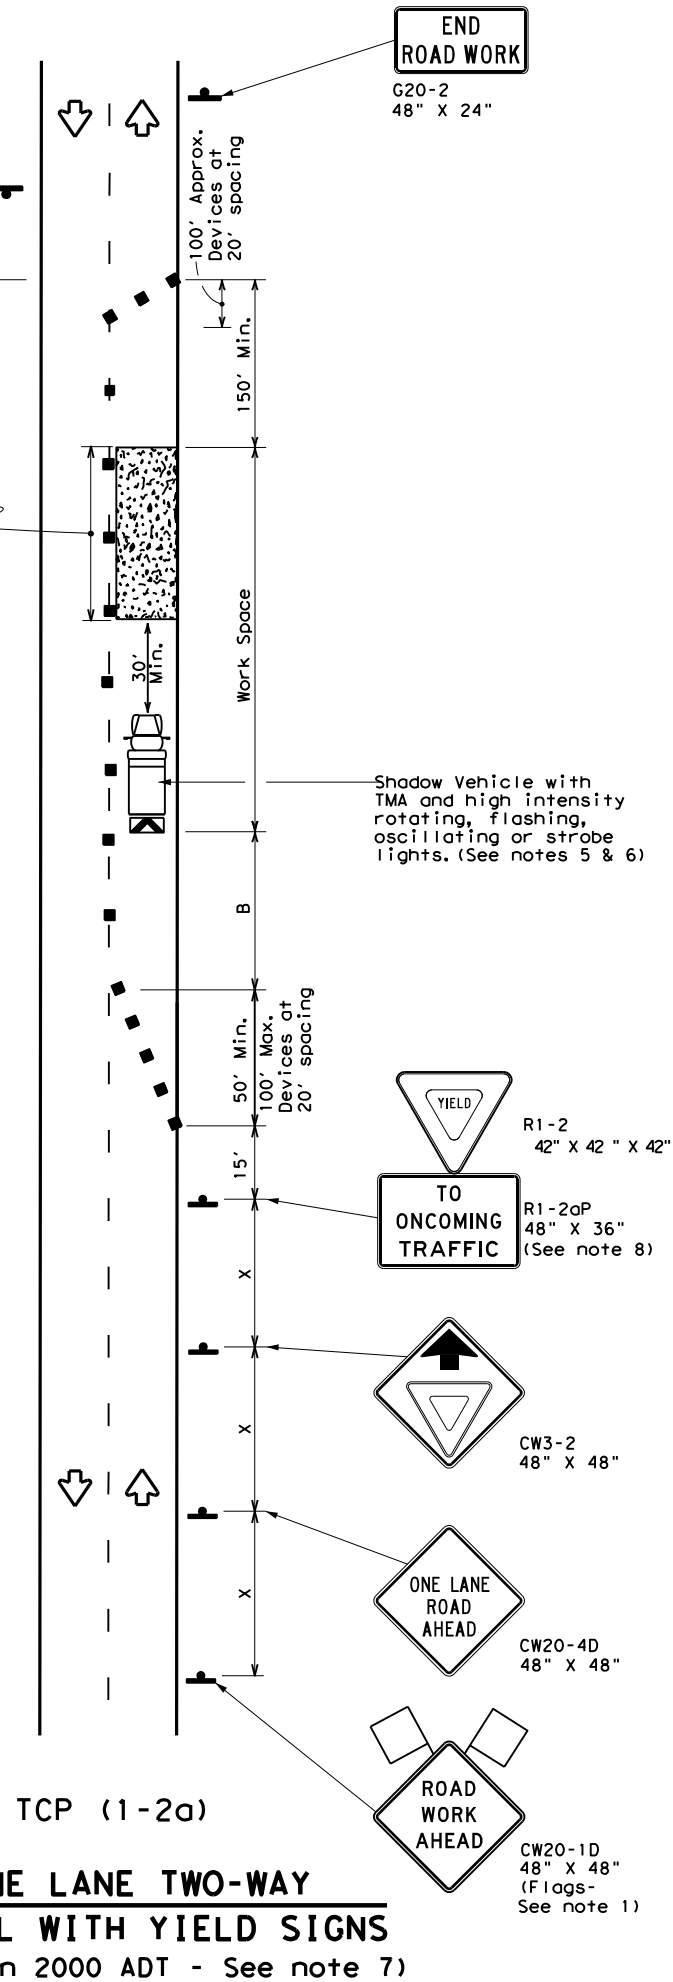 END
ROAD WORK
G20-2
48" X 24"
100' Approx.
Devices at
20' spacing
150' Min.
Work Space
30'
Min.
Shadow Vehicle with
TMA and high intensity
rotating, flashing,
oscillating or strobe
lights. (See notes 5 & 6)
B
50' Min.
100' Max.
Devices at
20' spacing
15'
YIELD
R1-2
42" X 42 " X 42"
TO
ONCOMING
TRAFFIC
R1-2aP
48" X 36"
(See note 8)
X
CW3-2
48" X 48"
X
ONE LANE
ROAD
AHEAD
CW20-4D
48" X 48"
X
ROAD
WORK
AHEAD
CW20-1D
48" X 48"
(Flags-
See note 1)
TCP (1-2a)
NE LANE TWO-WAY
L WITH YIELD SIGNS
n 2000 ADT - See note 7)